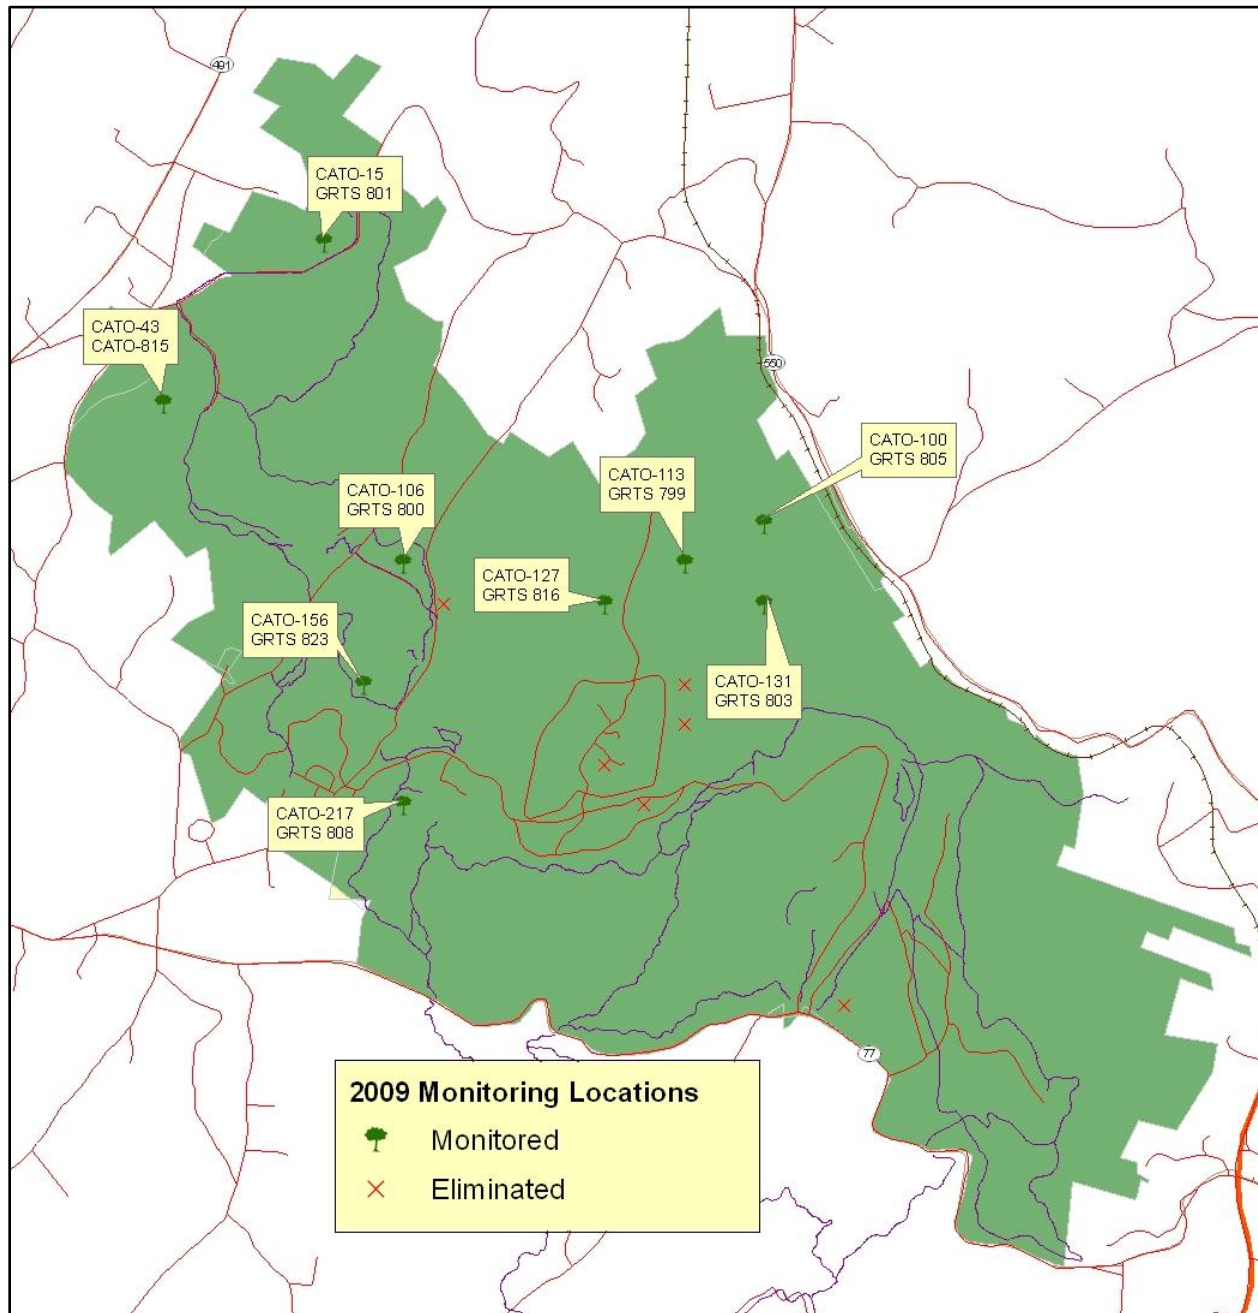 491
CATO-15
GRTS 801
CATO-43
CATO-815
550
CATO-100
GRTS 805
CATO-113
GRTS 799
CATO-106
GRTS 800
CATO-127
GRTS 816
CATO-156
GRTS 823
CATO-131
GRTS 803
CATO-217
GRTS 808
77
2009 Monitoring Locations
Monitored
Eliminated